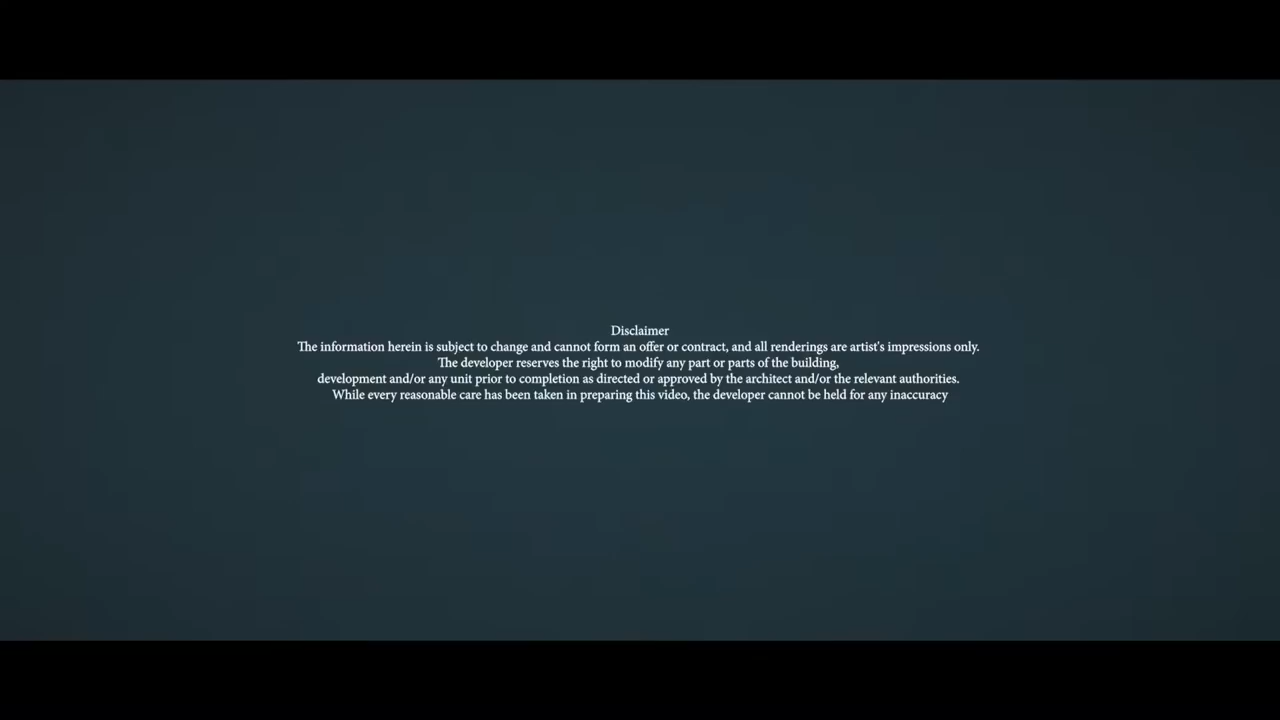 Disclaimer
The information herein is subject to change and cannot form an offer or contract, and all renderings are artist's impressions only.
The developer reserves the right to modify any part or parts of the building,
development and/or any unit prior to completion as directed or approved by the architect and/or the relevant authorities.
While every reasonable care has been taken in preparing this video, the developer cannot be held for any inaccuracy